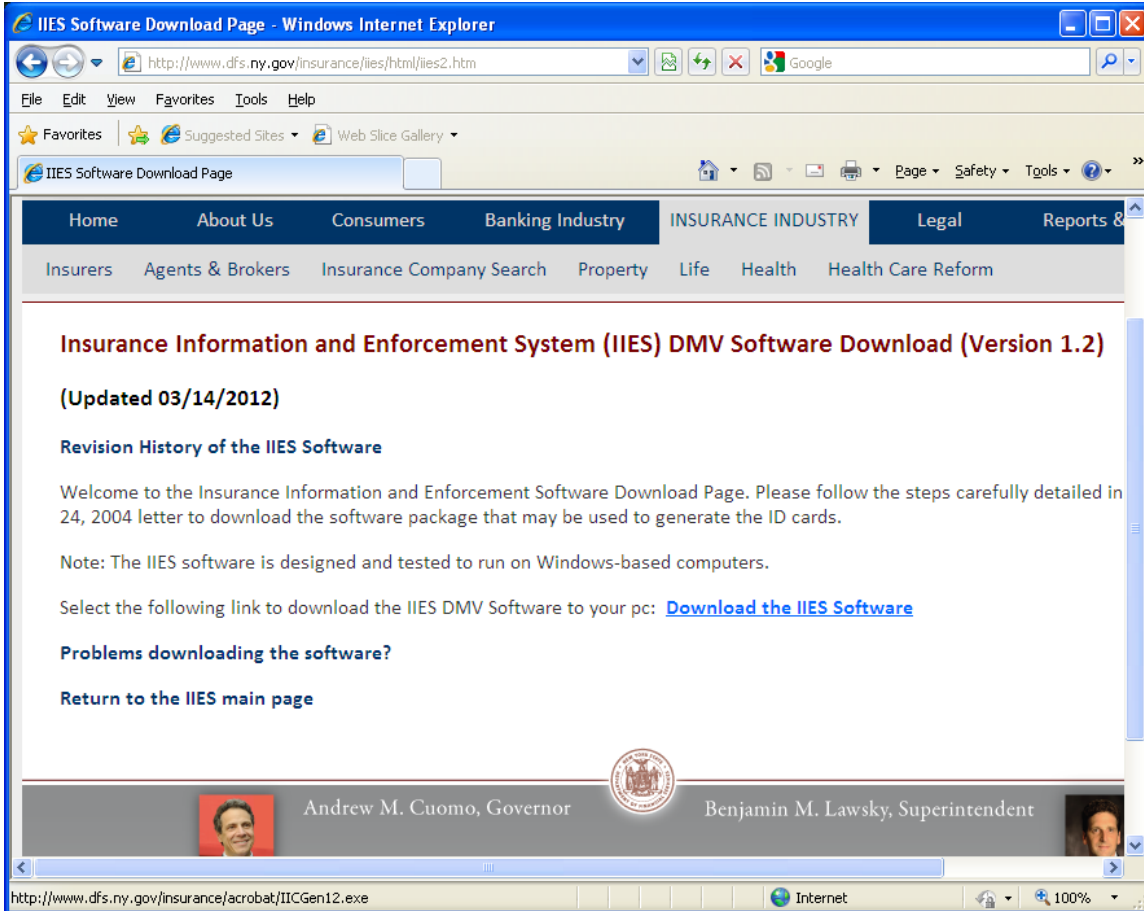 IIES Software Download Page - Windows Internet Explorer
http://www.dfs.ny.gov/insurance/iies/html/iies2.htm
Google
File Edit View Favorites Tools Help
Favorites Suggested Sites Web Slice Gallery
IIES Software Download Page Page Safety Tools »
Home About Us Consumers Banking Industry INSURANCE INDUSTRY Legal Reports &
Insurers Agents & Brokers Insurance Company Search Property Life Health Health Care Reform
Insurance Information and Enforcement System (IIES) DMV Software Download (Version 1.2)
(Updated 03/14/2012)
Revision History of the IIES Software
Welcome to the Insurance Information and Enforcement Software Download Page. Please follow the steps carefully detailed in
24, 2004 letter to download the software package that may be used to generate the ID cards.
Note: The IIES software is designed and tested to run on Windows-based computers.
Select the following link to download the IIES DMV Software to your pc: Download the IIES Software
Problems downloading the software?
Return to the IIES main page
Andrew M. Cuomo, Governor
Benjamin M. Lawsky, Superintendent
http://www.dfs.ny.gov/insurance/acrobat/IICGen12.exe Internet 100%